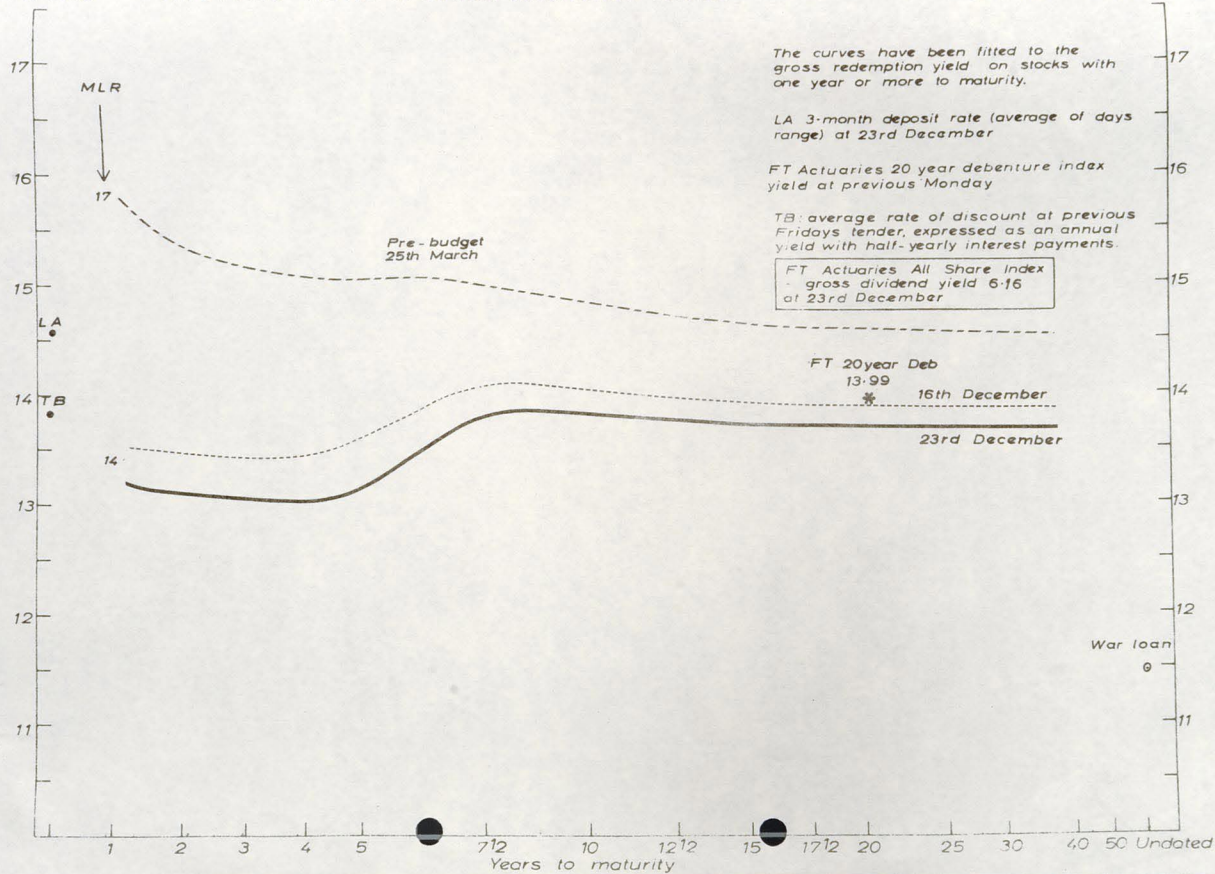 The curves have been fitted to the
gross redemption yield on stocks with
one year or more to maturity.
LA 3-month deposit rate (average of days
range) at 23rd December
FT Actuaries 20 year debenture index
yield at previous Monday
TB: average rate of discount at previous
Fridays tender, expressed as an annual
yield with half-yearly interest payments.
FT Actuaries All Share Index
- gross dividend yield 6·16
at 23rd December
MLR
17
Pre-budget
25th March
LA
TB
FT 20year Deb
13·99
16th December
23rd December
14
War loan
17
16
15
14
13
12
11
17
16
15
14
13
12
11
1 2 3 4 5 7 1/2 10 12 1/2 15 17 1/2 20 25 30 40 50 Undated
Years to maturity